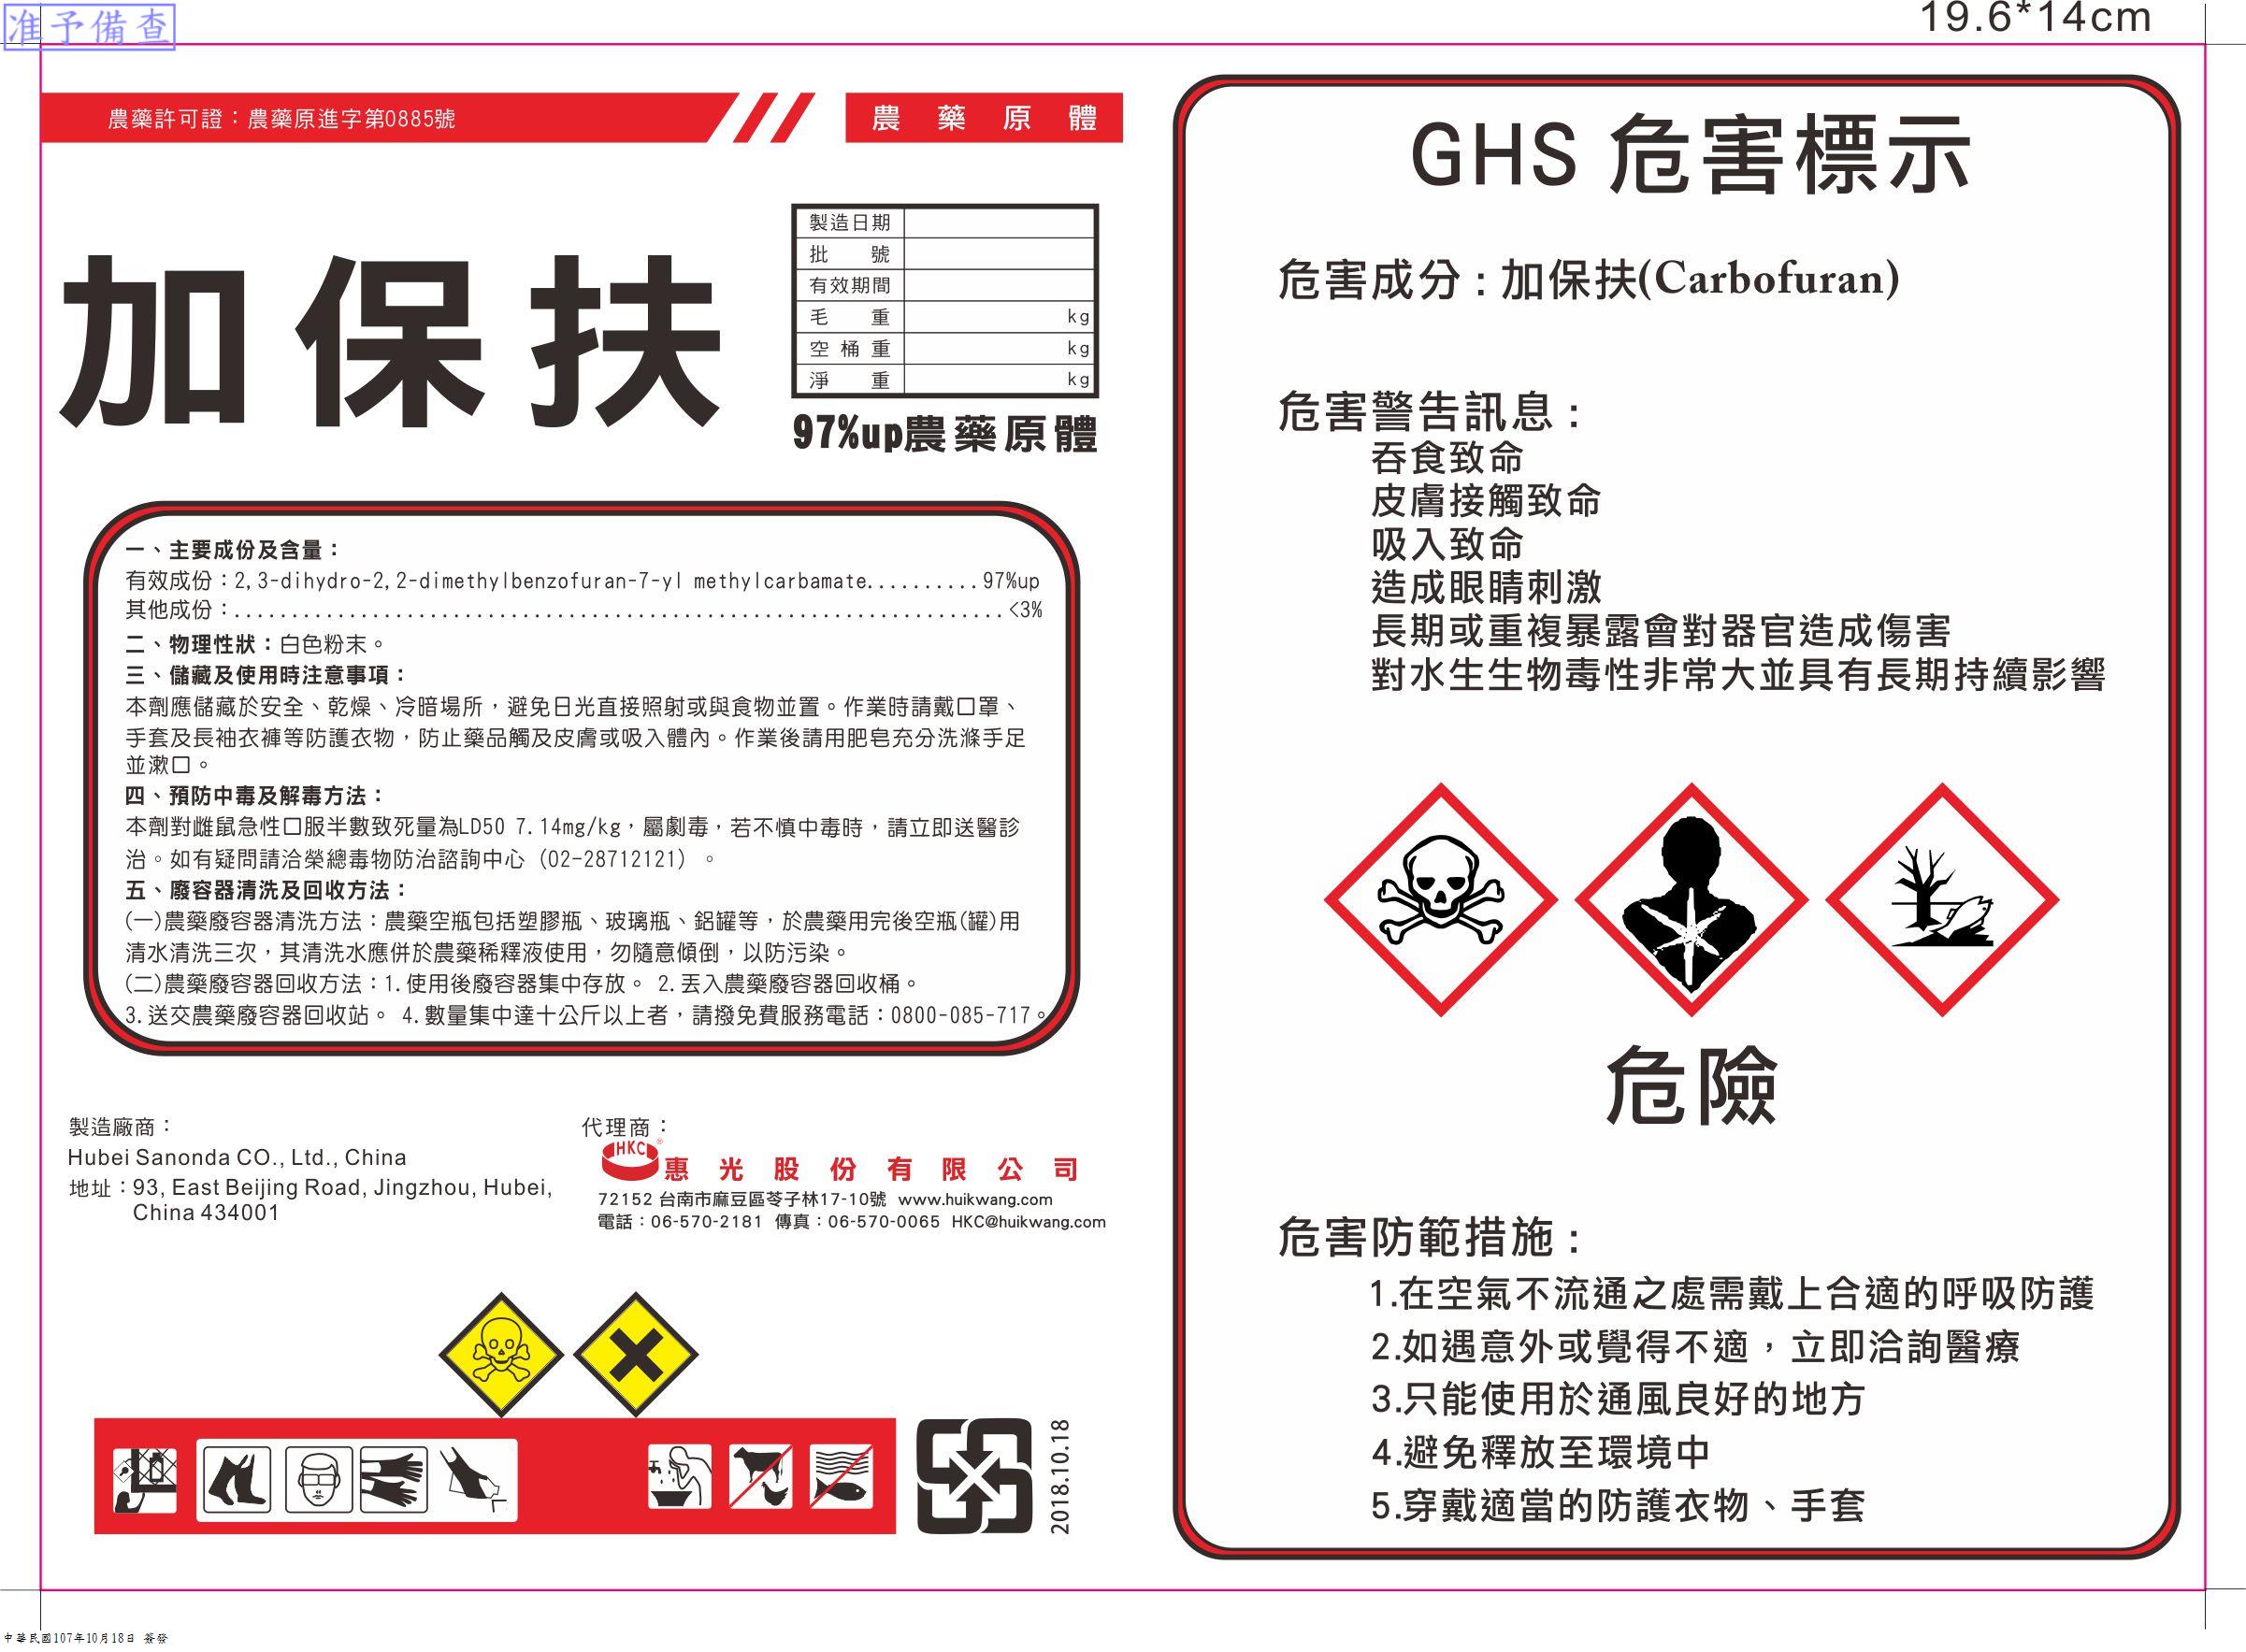 准予備查
19.6*14cm
農藥許可證：農藥原進字第0885號
農藥原體
加保扶
製造日期
批號
有效期間
毛重 kg
空桶重 kg
淨重 kg
97%up農藥原體
一、主要成份及含量：
有效成份：2,3-dihydro-2,2-dimethylbenzofuran-7-yl methylcarbamate..........97%up
其他成份：....................................................................<3%
二、物理性狀：白色粉末。
三、儲藏及使用時注意事項：
本劑應儲藏於安全、乾燥、冷暗場所，避免日光直接照射或與食物並置。作業時請戴口罩、
手套及長袖衣褲等防護衣物，防止藥品觸及皮膚或吸入體內。作業後請用肥皂充分洗滌手足
並漱口。
四、預防中毒及解毒方法：
本劑對雌鼠急性口服半數致死量為LD50 7.14mg/kg，屬劇毒，若不慎中毒時，請立即送醫診
治。如有疑問請洽榮總毒物防治諮詢中心（02-28712121）。
五、廢容器清洗及回收方法：
(一)農藥廢容器清洗方法：農藥空瓶包括塑膠瓶、玻璃瓶、鋁罐等，於農藥用完後空瓶(罐)用
清水清洗三次，其清洗水應併於農藥稀釋液使用，勿隨意傾倒，以防污染。
(二)農藥廢容器回收方法：1.使用後廢容器集中存放。 2.丟入農藥廢容器回收桶。
3.送交農藥廢容器回收站。 4.數量集中達十公斤以上者，請撥免費服務電話：0800-085-717。
製造廠商：
Hubei Sanonda CO., Ltd., China
地址：93, East Beijing Road, Jingzhou, Hubei,
China 434001
代理商：
HKC®
惠光股份有限公司
72152 台南市麻豆區苓子林17-10號 www.huikwang.com
電話：06-570-2181 傳真：06-570-0065 HKC@huikwang.com
2018.10.18
GHS 危害標示
危害成分：加保扶(Carbofuran)
危害警告訊息：
吞食致命
皮膚接觸致命
吸入致命
造成眼睛刺激
長期或重複暴露會對器官造成傷害
對水生生物毒性非常大並具有長期持續影響
危險
危害防範措施：
1.在空氣不流通之處需戴上合適的呼吸防護
2.如遇意外或覺得不適，立即洽詢醫療
3.只能使用於通風良好的地方
4.避免釋放至環境中
5.穿戴適當的防護衣物、手套
中華民國107年10月18日 簽發